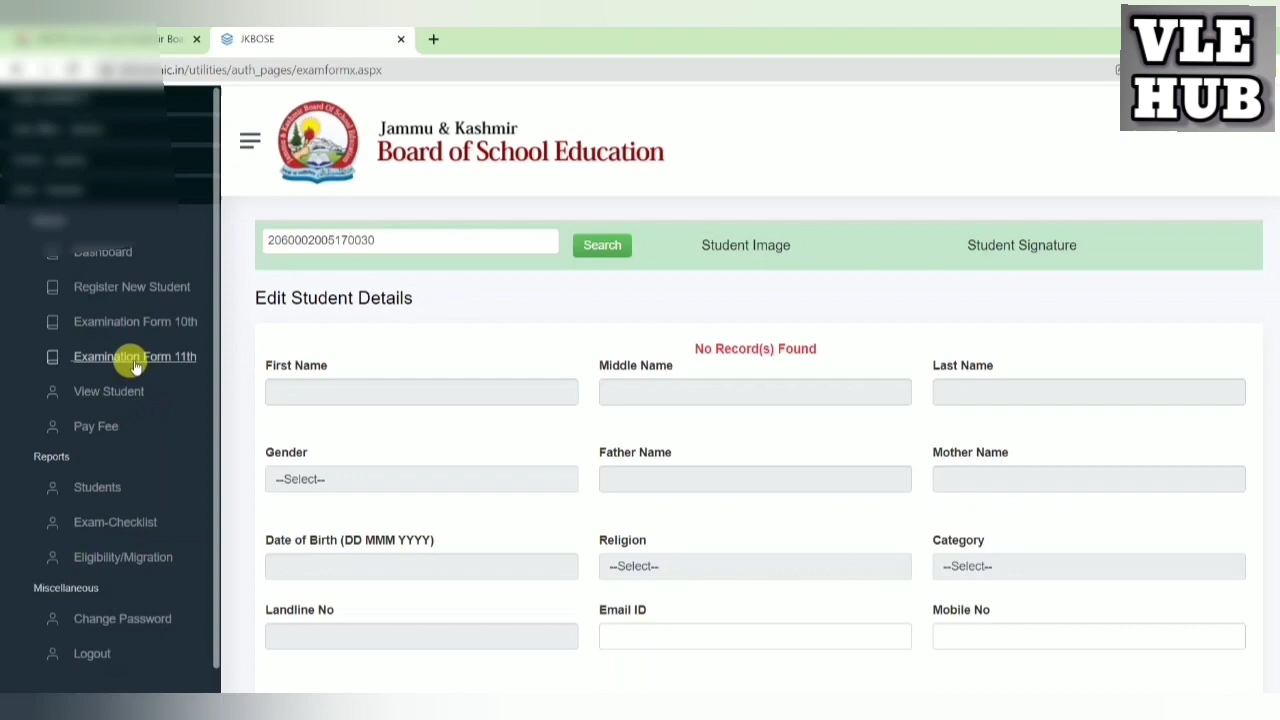 JKBOSE
ic.in/utilities/auth_pages/examformx.aspx
VLE
HUB
Jammu & Kashmir
Board of School Education
2060002005170030
Search
Student Image
Student Signature
Dashboard
Register New Student
Examination Form 10th
Examination Form 11th
View Student
Pay Fee
Reports
Students
Exam-Checklist
Eligibility/Migration
Miscellaneous
Change Password
Logout
Edit Student Details
No Record(s) Found
First Name
Middle Name
Last Name
Gender
Father Name
Mother Name
--Select--
Date of Birth (DD MMM YYYY)
Religion
Category
--Select--
--Select--
Landline No
Email ID
Mobile No